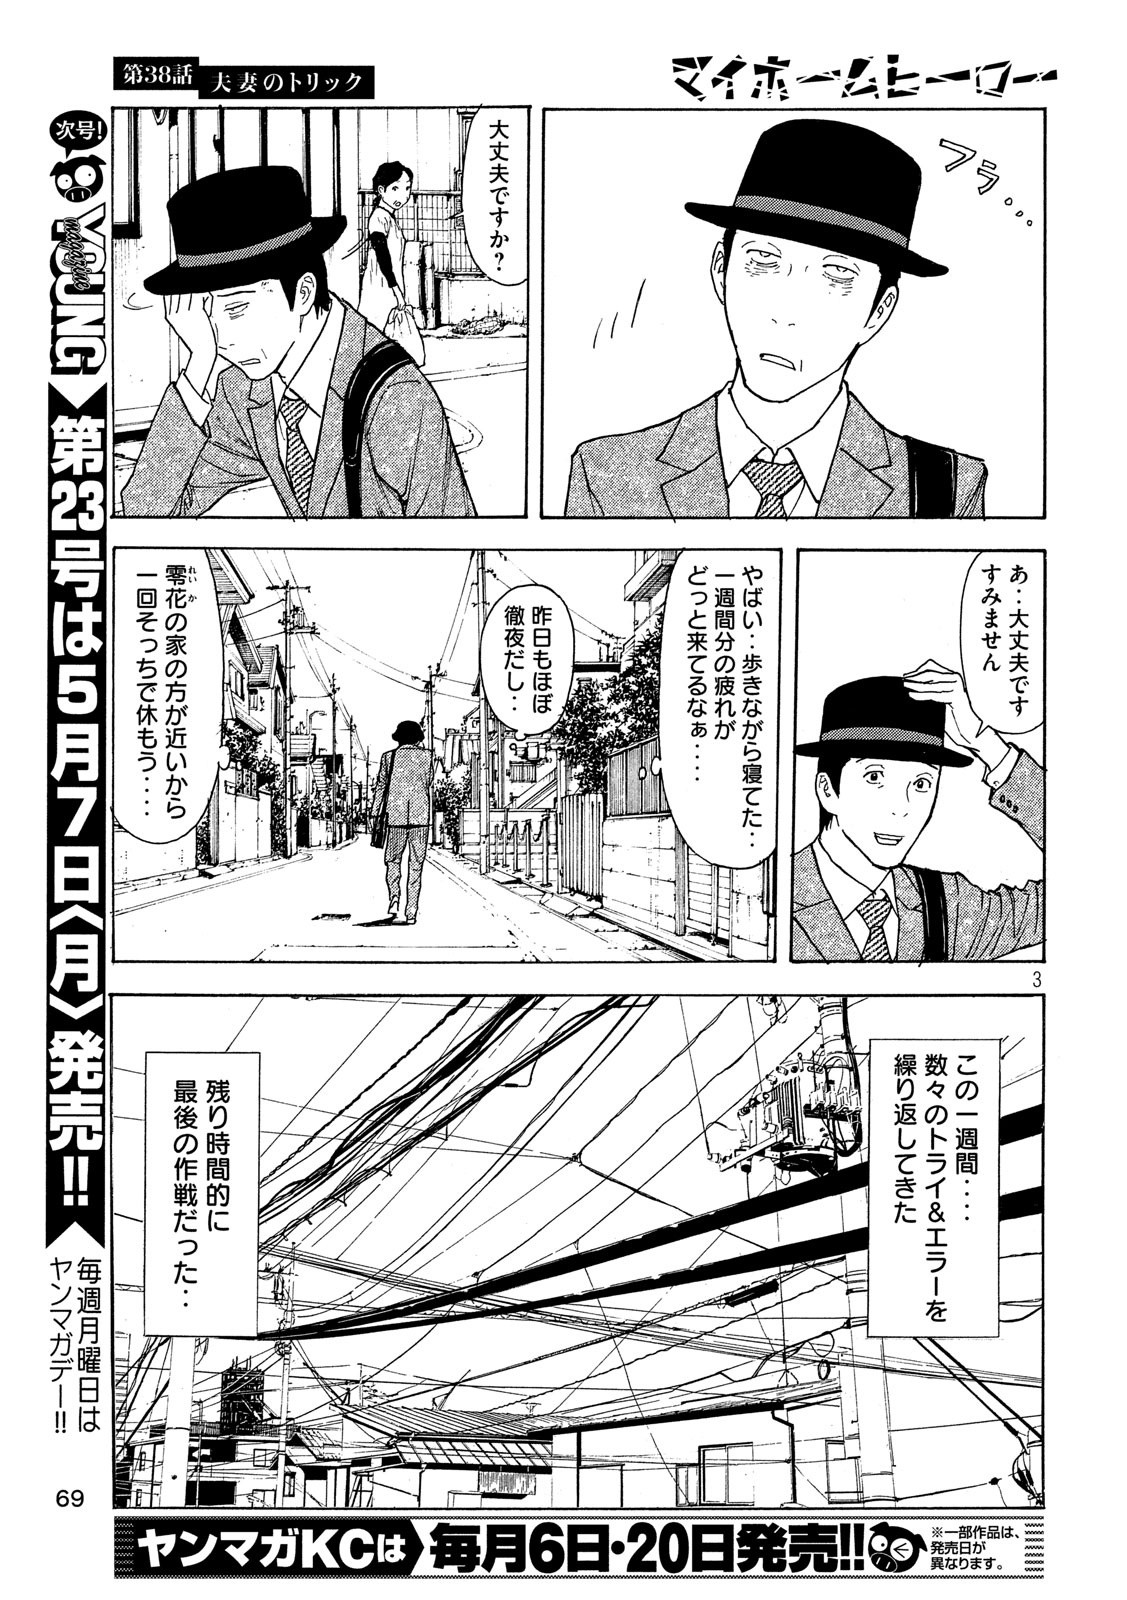 第38話
夫妻のトリック
マイホームヒーロー
フゥ...
大丈夫ですか?
あ‥大丈夫です
すみません
やばい‥歩きながら寝てた‥
一週間分の疲れが
どっと来てるなぁ‥‥
昨日もほぼ
徹夜だし‥
零花の家の方が近いから
れいか
一回そっちで休もう‥‥
3
この一週間‥‥
数々のトライ&エラーを
繰り返してきた
残り時間的に
最後の作戦だった‥
次号!
YOUNG
magazine
第23号は5月7日〈月〉発売!!
毎週月曜日は
ヤンマガデー!!
69
ヤンマガKCは
毎月6日・20日発売!!
※一部作品は、
発売日が
異なります。